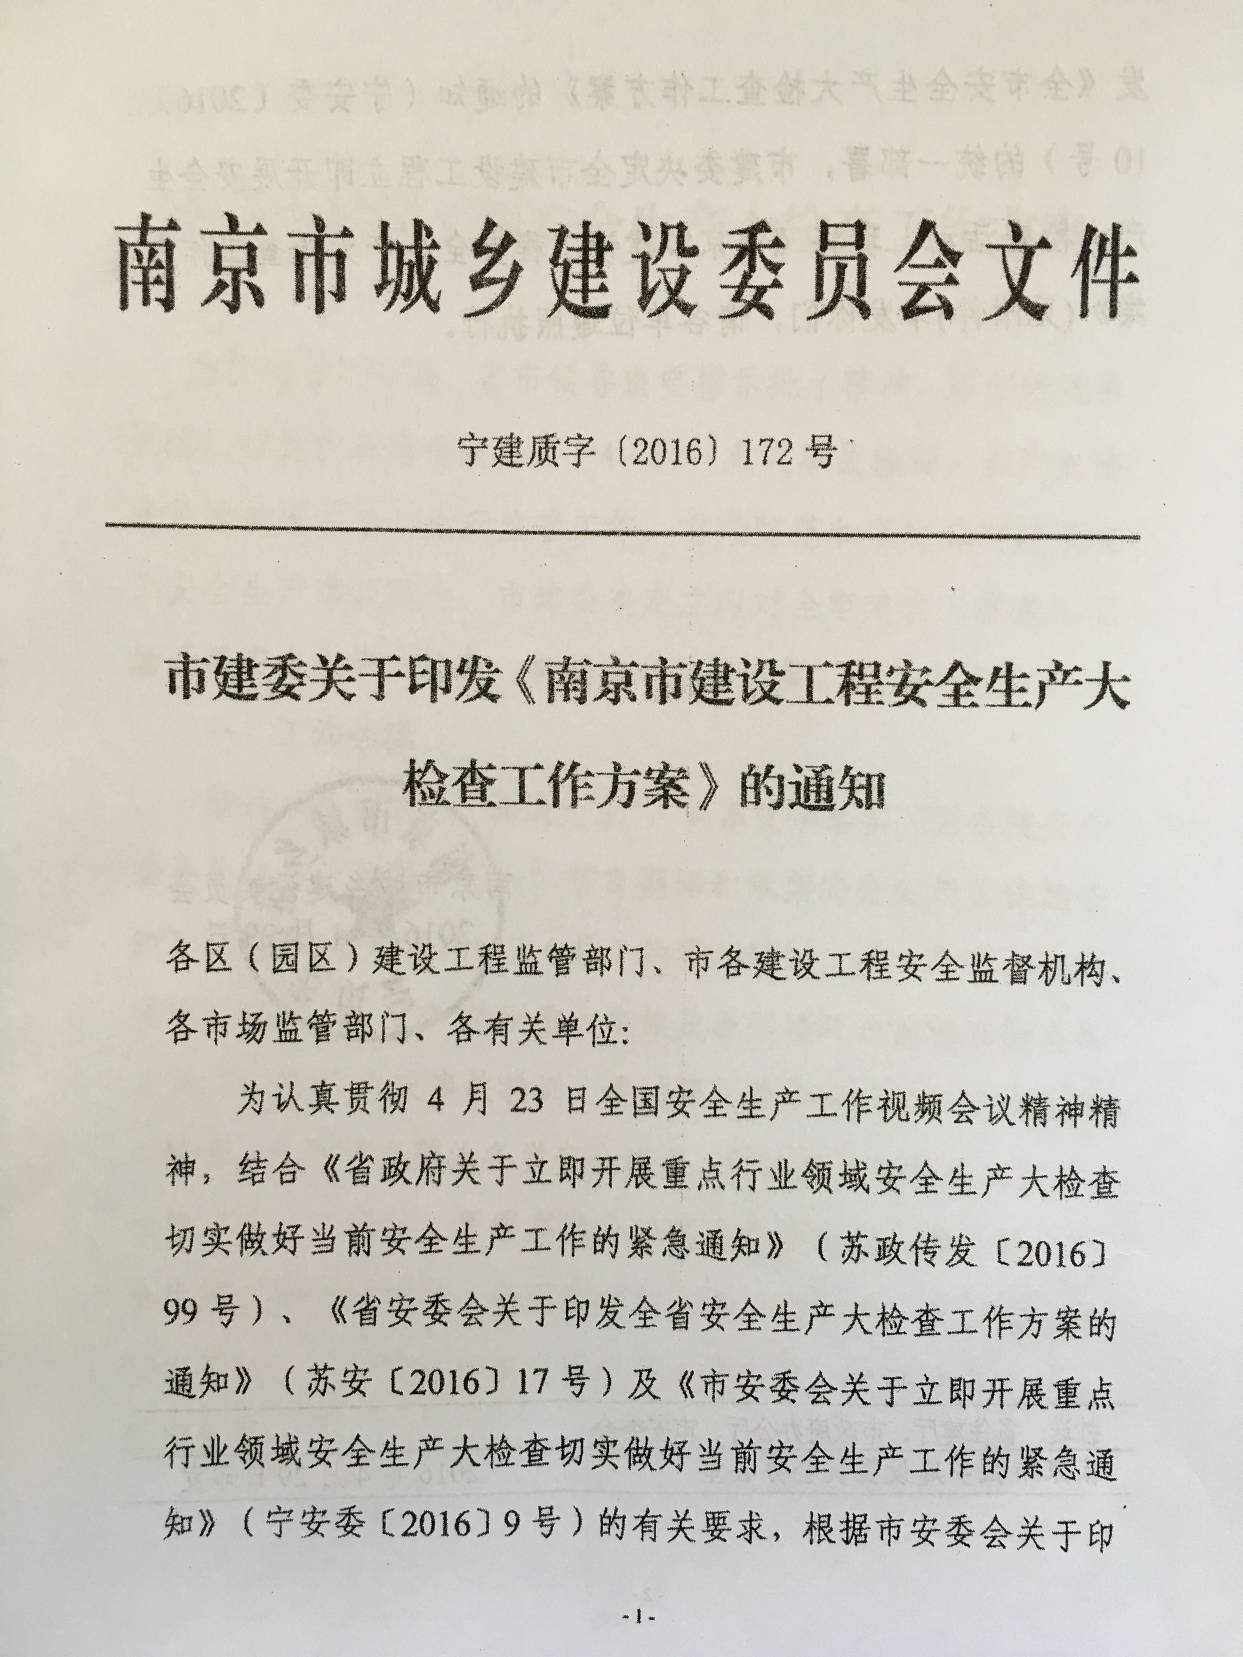 南京市城乡建设委员会文件
宁建质字〔2016〕172号
市建委关于印发《南京市建设工程安全生产大
检查工作方案》的通知
各区（园区）建设工程监管部门、市各建设工程安全监督机构、
各市场监管部门、各有关单位:
为认真贯彻4月23日全国安全生产工作视频会议精神精
神，结合《省政府关于立即开展重点行业领域安全生产大检查
切实做好当前安全生产工作的紧急通知》（苏政传发〔2016〕
99号）、《省安委会关于印发全省安全生产大检查工作方案的
通知》（苏安〔2016〕17号）及《市安委会关于立即开展重点
行业领域安全生产大检查切实做好当前安全生产工作的紧急通
知》（宁安委〔2016〕9号）的有关要求，根据市安委会关于印
-1-